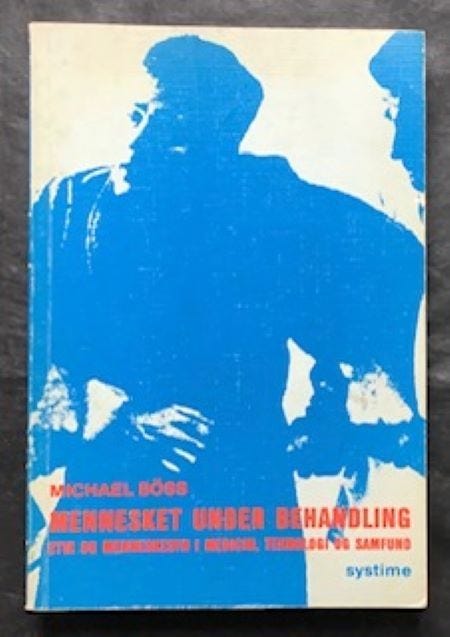 MICHAEL BÖSS
MENNESKET UNDER BEHANDLING
ETIK OG MENNESKESYN I MEDICIN, TEKNOLOGI OG SAMFUND
systime